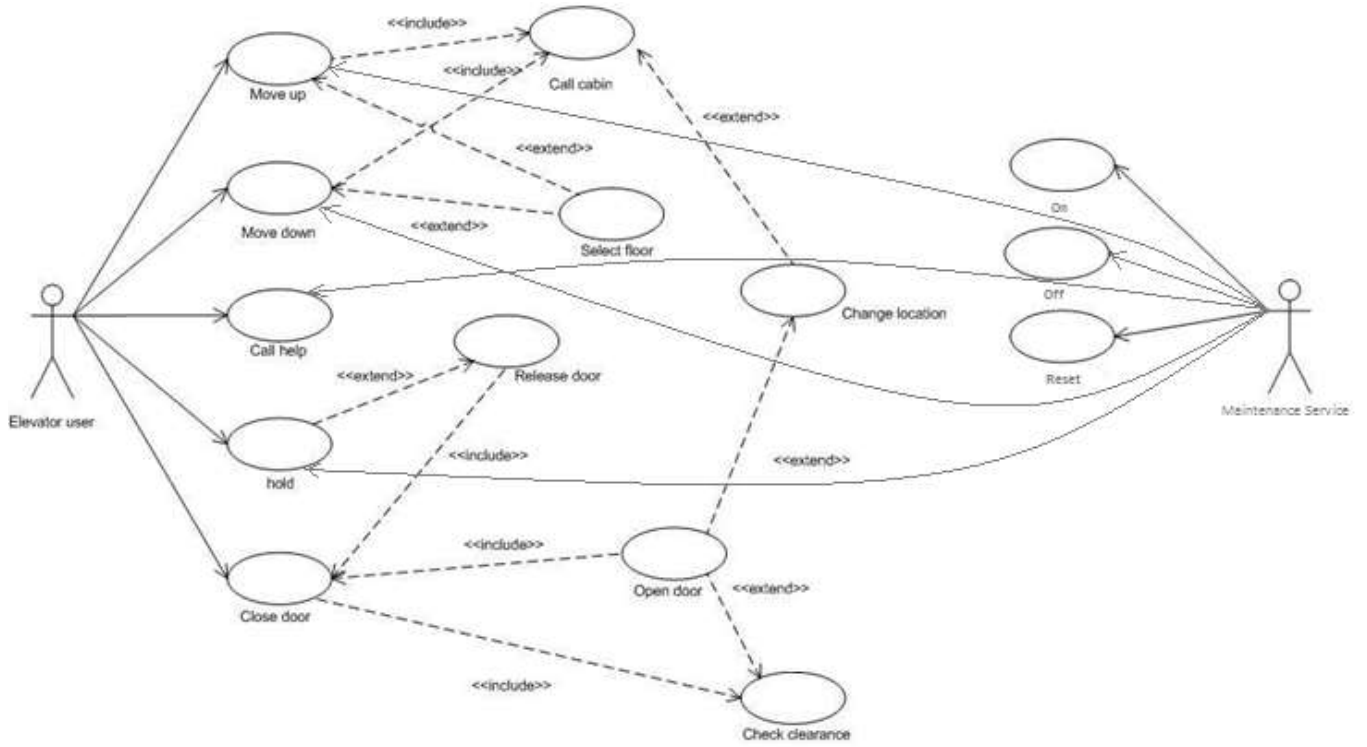 <<include>>
<<include>>
Move up
Call cabin
<<extend>>
<<extend>>
On
<<extend>>
Move down
Select floor
Off
Change location
Call help
<<extend>>
Release door
Reset
Elevator user
Maintenance Service
<<include>>
<<extend>>
hold
<<include>>
<<extend>>
Open door
Close door
<<include>>
Check clearance